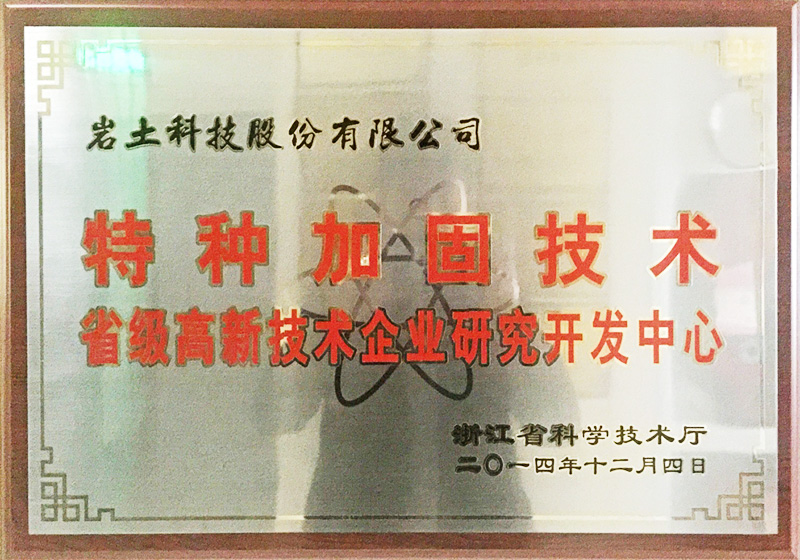 岩土科技股份有限公司
特种加固技术
省级高新技术企业研究开发中心
浙江省科学技术厅
二〇一四年十二月四日